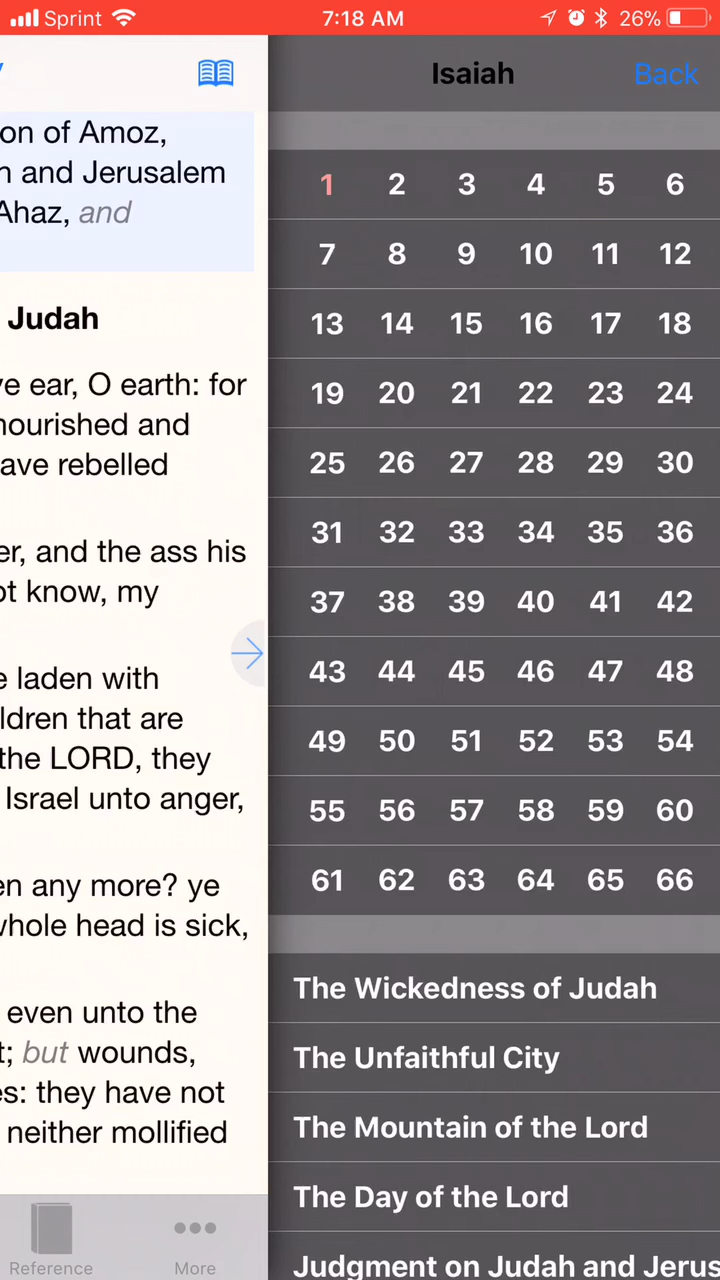 Sprint 7:18 AM 26%
Isaiah Back
on of Amoz,
and Jerusalem
Ahaz, and
Judah
ear, O earth: for
nourished and
ave rebelled
er, and the ass his
ot know, my
laden with
ldren that are
the LORD, they
Israel unto anger,
en any more? ye
whole head is sick,
even unto the
but wounds,
es: they have not
neither mollified
Reference More
1 2 3 4 5 6
7 8 9 10 11 12
13 14 15 16 17 18
19 20 21 22 23 24
25 26 27 28 29 30
31 32 33 34 35 36
37 38 39 40 41 42
43 44 45 46 47 48
49 50 51 52 53 54
55 56 57 58 59 60
61 62 63 64 65 66
The Wickedness of Judah
The Unfaithful City
The Mountain of the Lord
The Day of the Lord
Judgment on Judah and Jerus